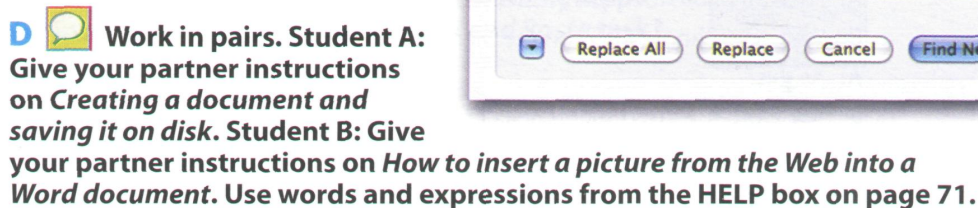 D Work in pairs. Student A:
Give your partner instructions
on Creating a document and
saving it on disk. Student B: Give
your partner instructions on How to insert a picture from the Web into a
Word document. Use words and expressions from the HELP box on page 71.
Replace All Replace Cancel Find